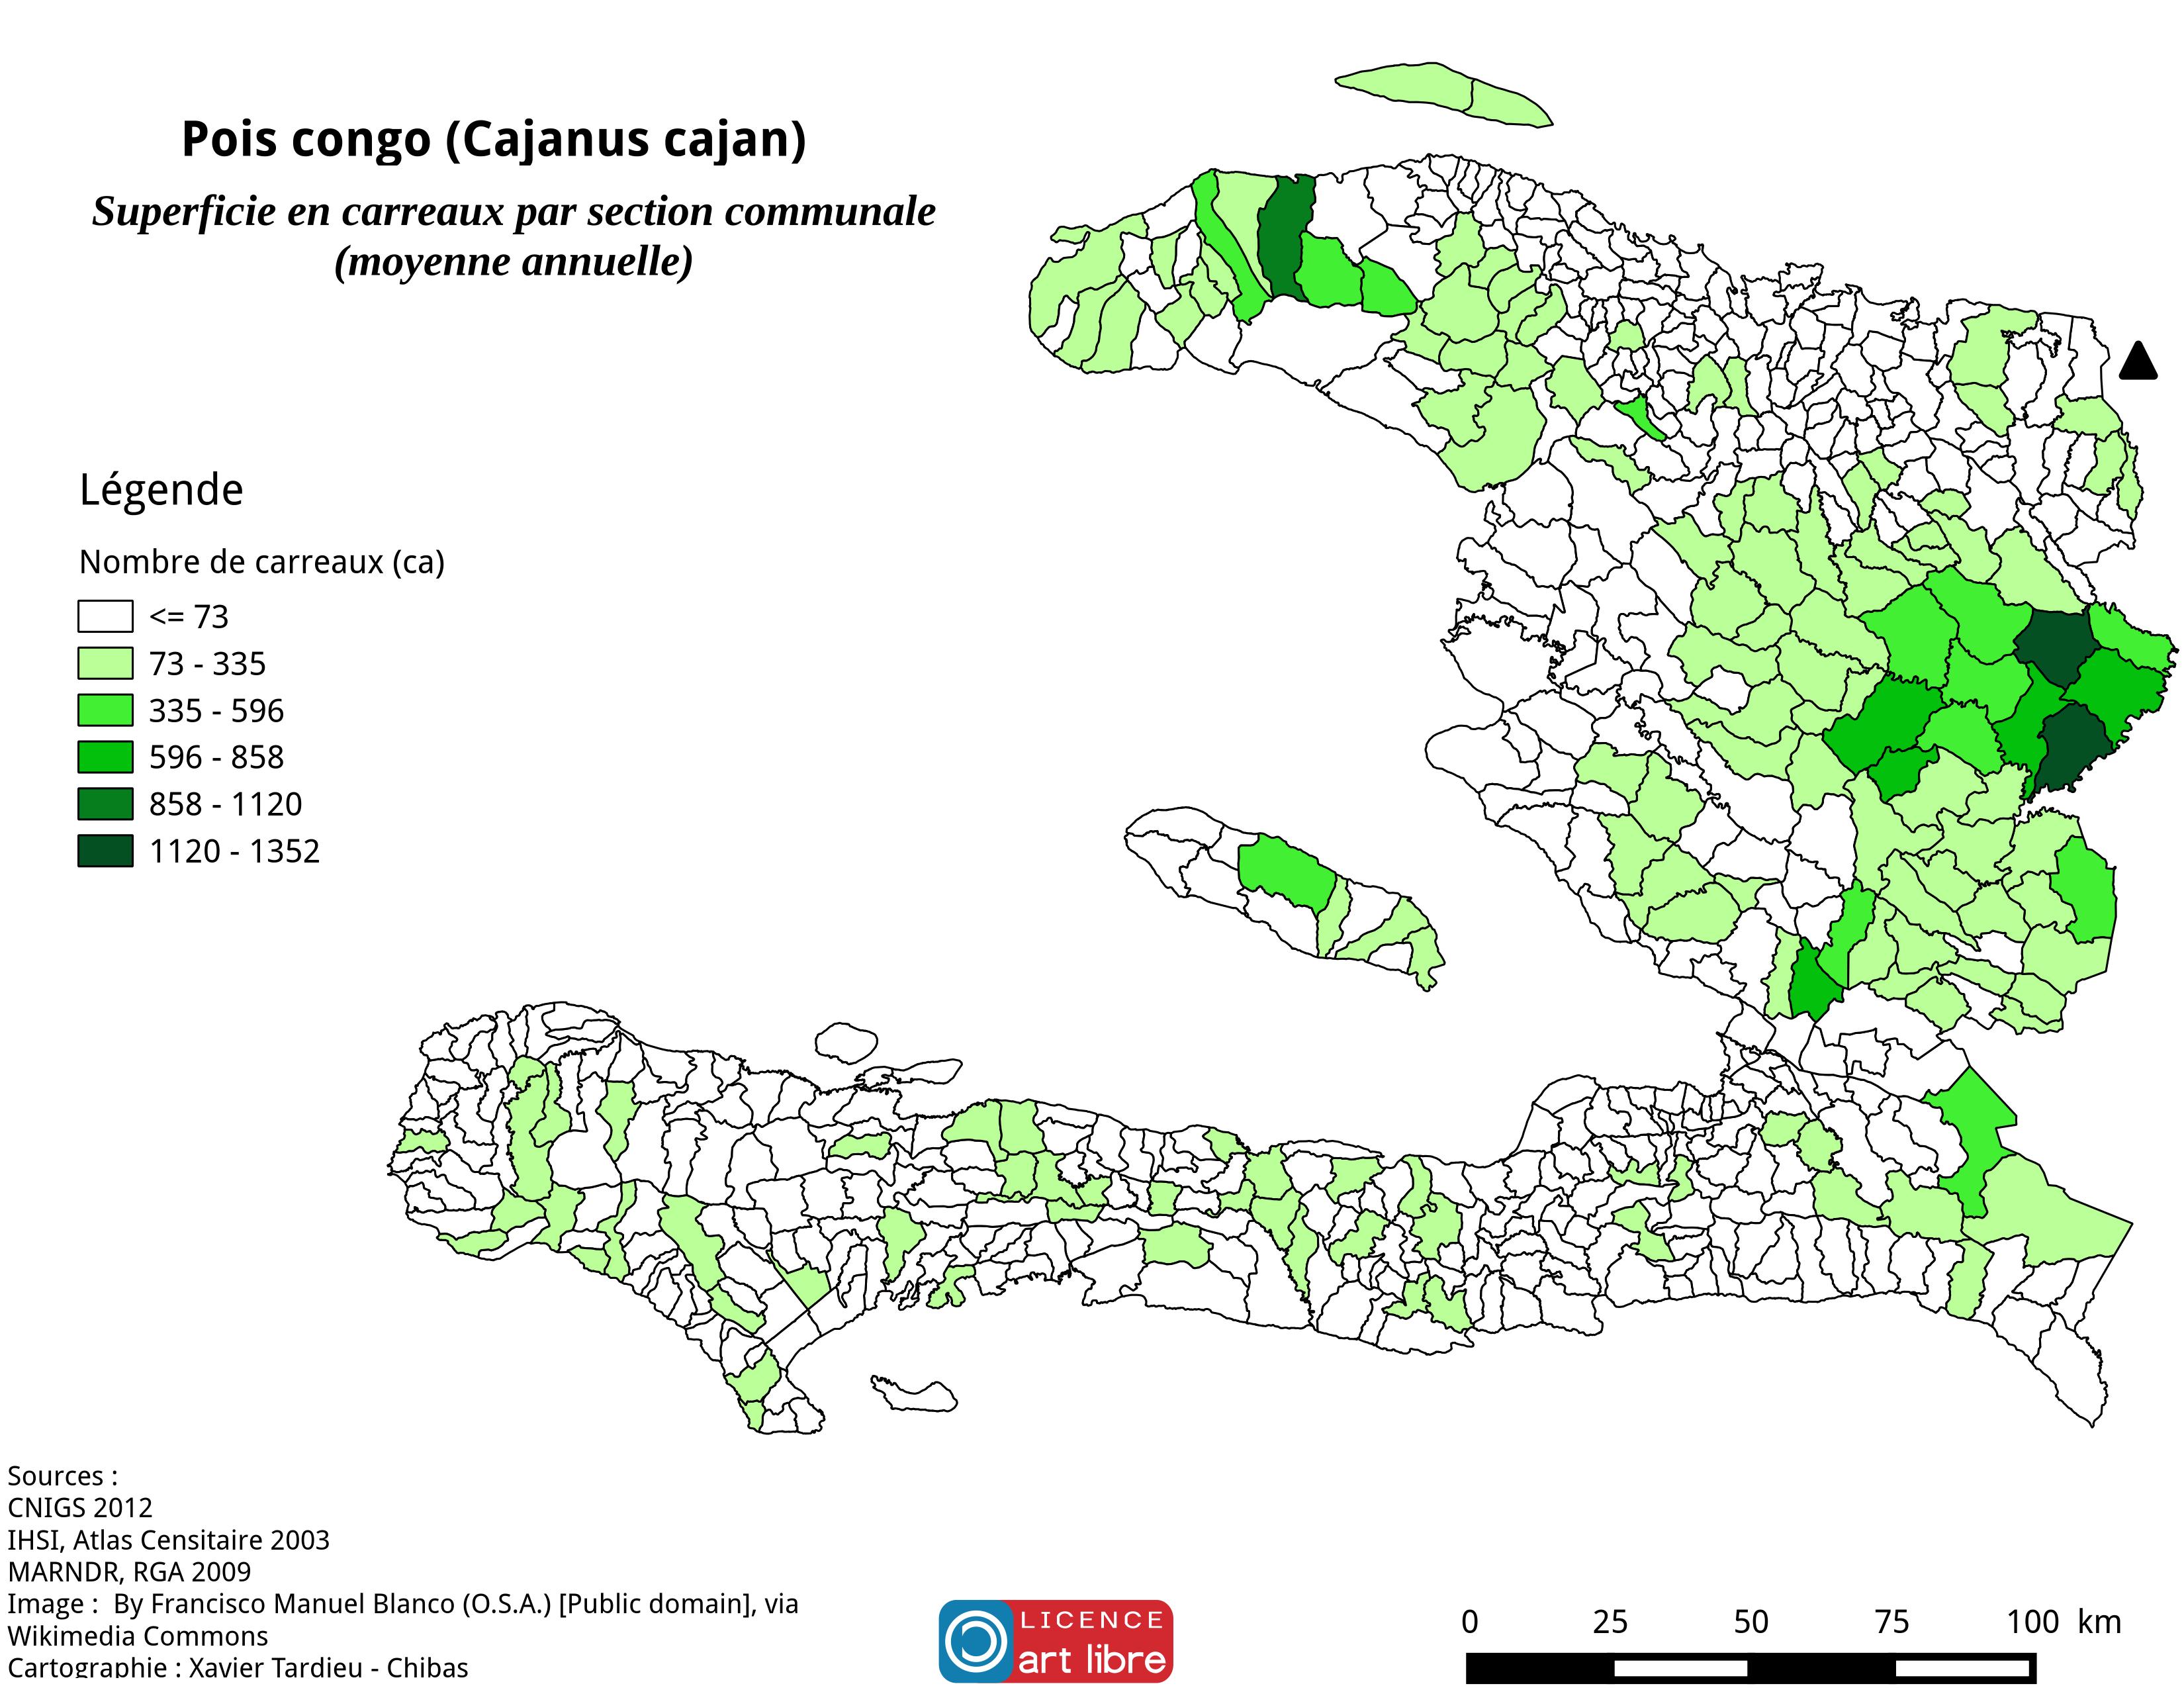 Pois congo (Cajanus cajan)
Superficie en carreaux par section communale
(moyenne annuelle)
Légende
Nombre de carreaux (ca)
<= 73
73 - 335
335 - 596
596 - 858
858 - 1120
1120 - 1352
Sources :
CNIGS 2012
IHSI, Atlas Censitaire 2003
MARNDR, RGA 2009
Image :  By Francisco Manuel Blanco (O.S.A.) [Public domain], via
Wikimedia Commons
Cartographie : Xavier Tardieu - Chibas
LICENCE
art libre
0 25 50 75 100 km